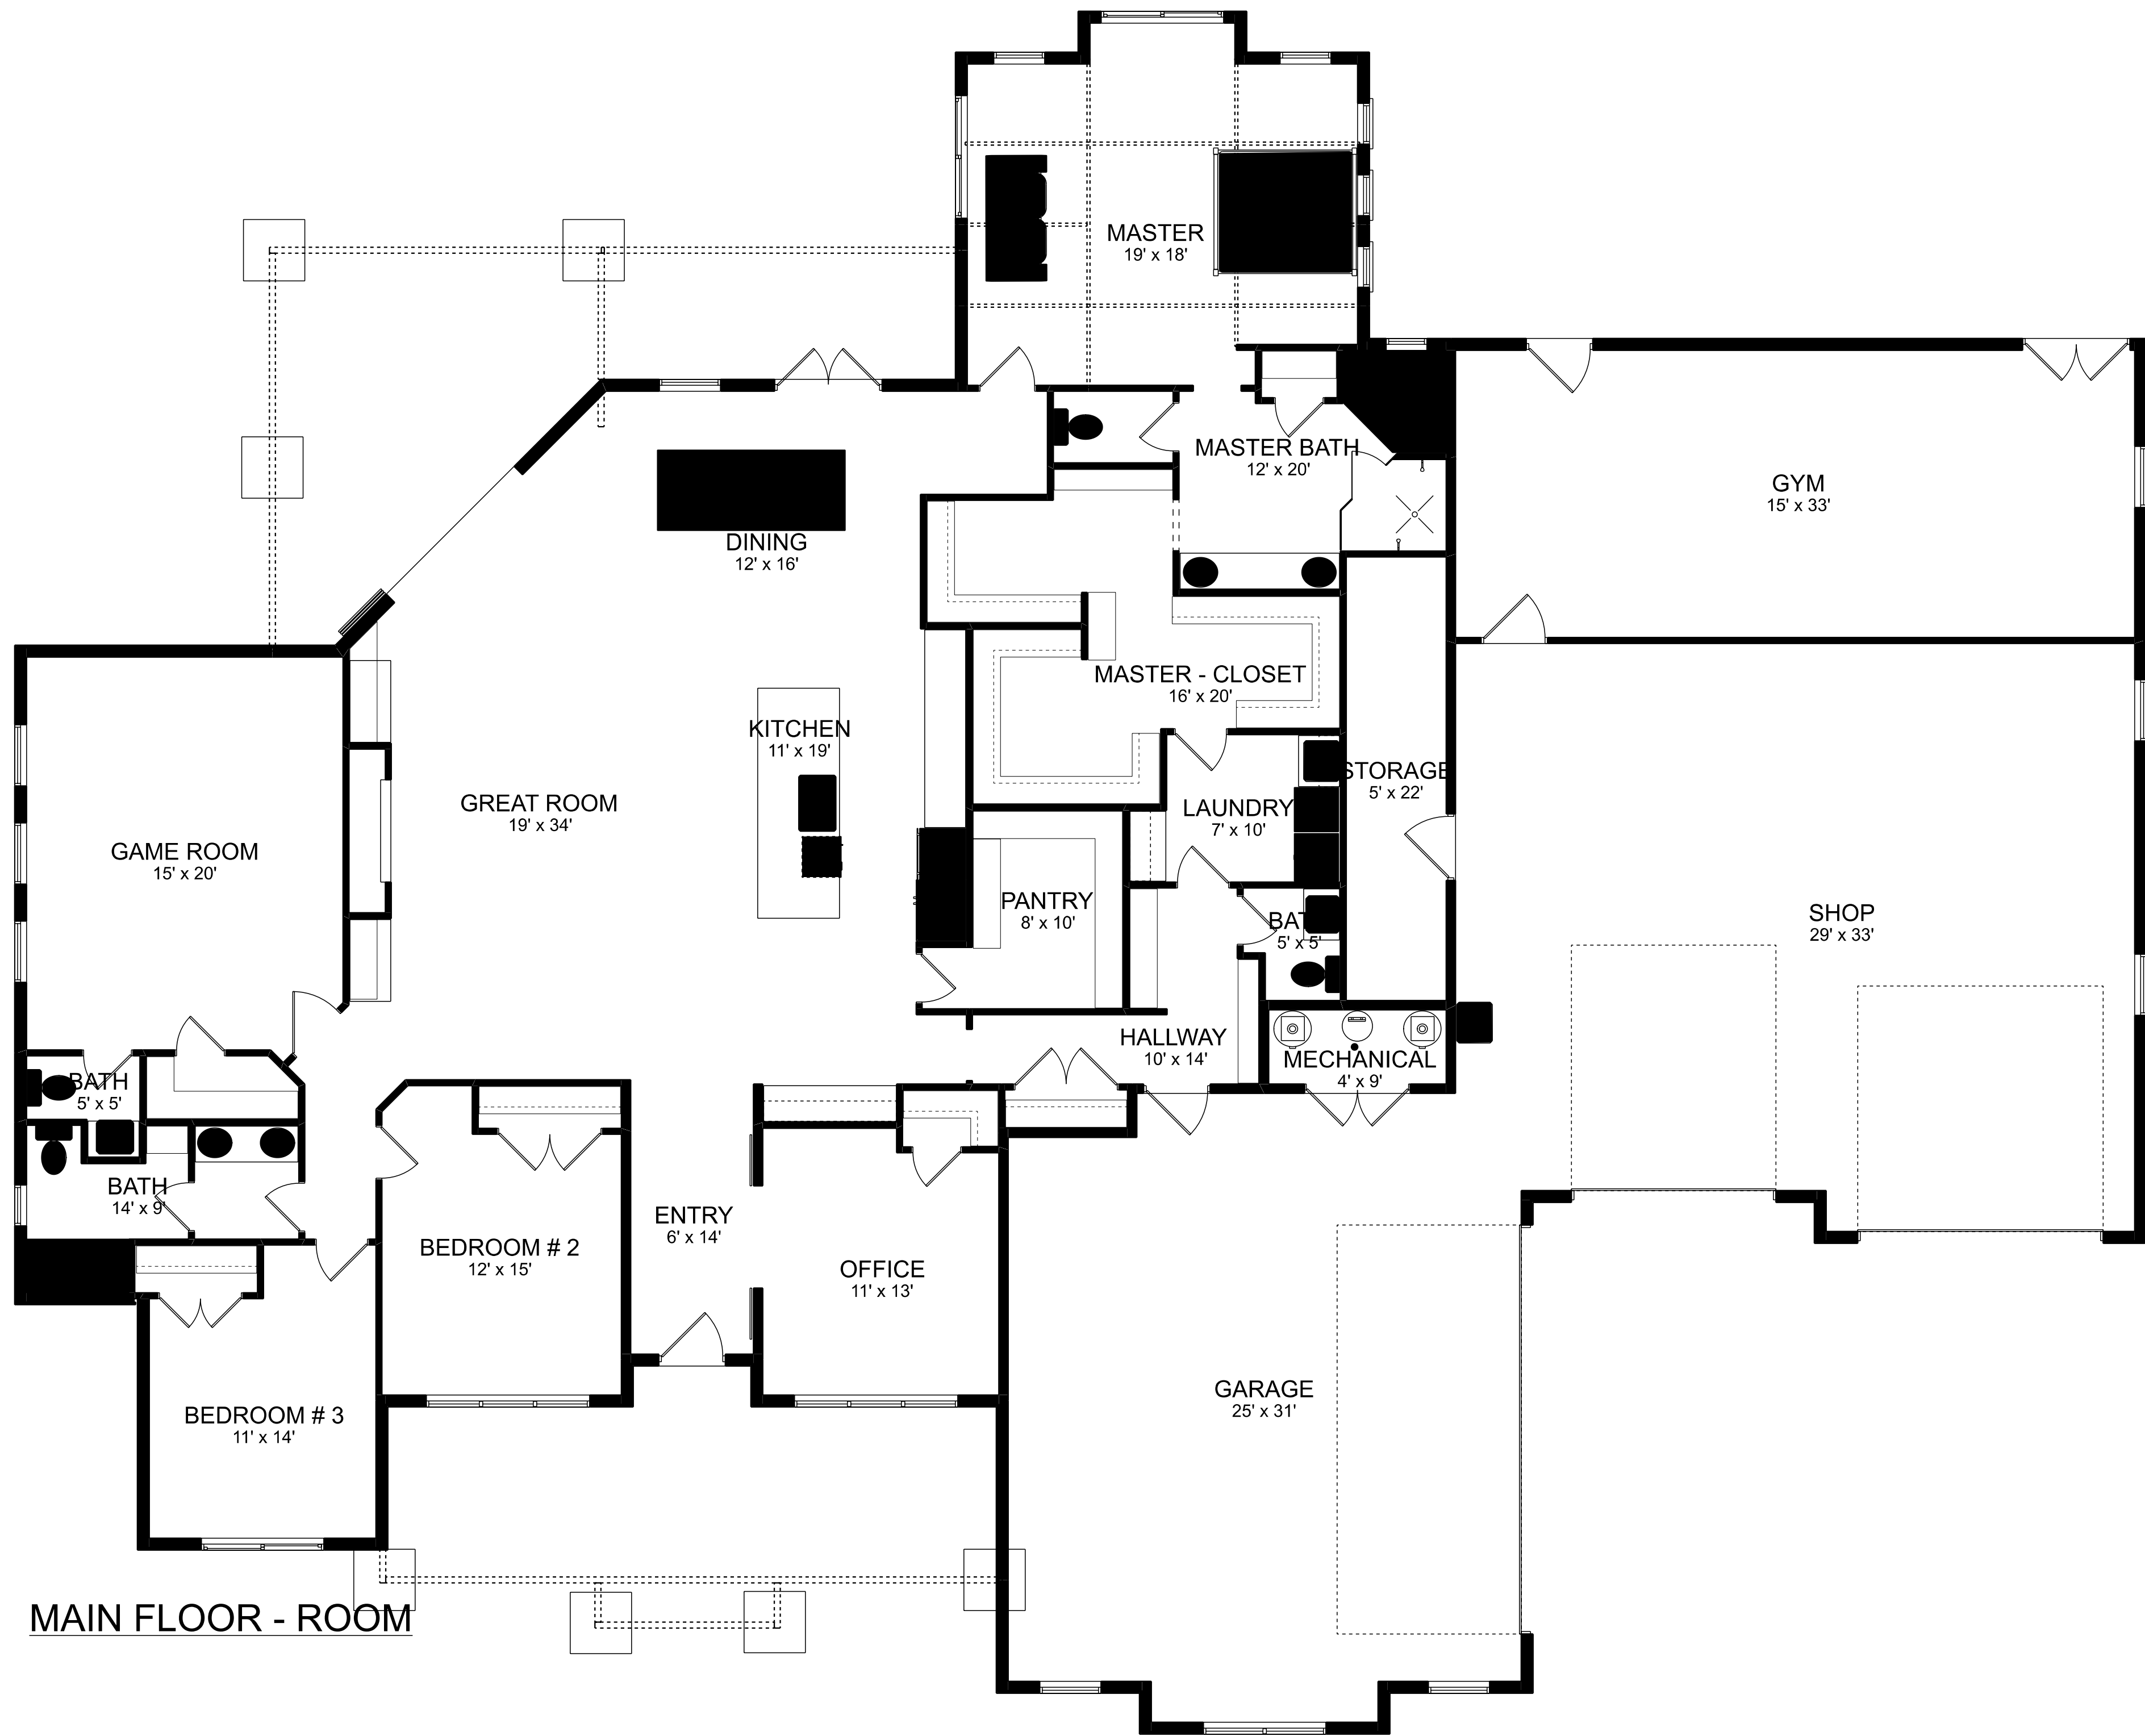 MASTER
19' x 18'
MASTER BATH
12' x 20'
GYM
15' x 33'
DINING
12' x 16'
MASTER - CLOSET
16' x 20'
KITCHEN
11' x 19'
STORAGE
5' x 22'
GREAT ROOM
19' x 34'
LAUNDRY
7' x 10'
GAME ROOM
15' x 20'
PANTRY
8' x 10'
BATH
5' x 5'
SHOP
29' x 33'
HALLWAY
10' x 14'
MECHANICAL
4' x 9'
BATH
5' x 5'
BATH
14' x 9'
ENTRY
6' x 14'
BEDROOM # 2
12' x 15'
OFFICE
11' x 13'
GARAGE
25' x 31'
BEDROOM # 3
11' x 14'
MAIN FLOOR - ROOM